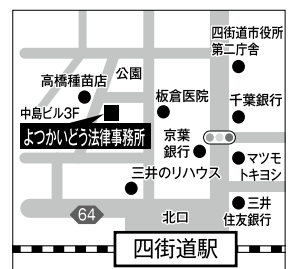 四街道市役所
第二庁舎
公園
高橋種苗店
板倉医院
千葉銀行
中島ビル3F
よつかいどう法律事務所
京葉
銀行
マツモ
トキヨシ
三井のリハウス
三井
住友銀行
64
北口
四街道駅